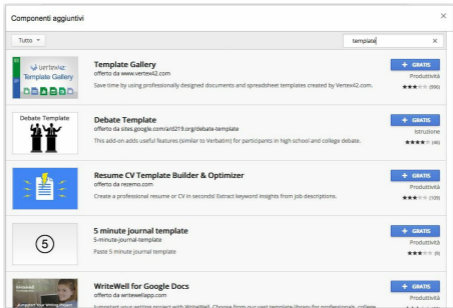 Componenti aggiuntivi
Tutto
template
vertex42
Template Gallery
Template Gallery
offerto da www.vertex42.com
Save time by using professionally designed documents and spreadsheet templates created by Vertex42.com.
+ GRATIS
Produttività
Debate Template
Debate Template
offerto da sites.google.com/ard219.org/debate-template
This add-on adds useful features (similar to Verbatim) for participants in high school and college debate.
+ GRATIS
Istruzione
Resume CV Template Builder & Optimizer
offerto da rezemo.com
Create a professional resume or CV in seconds! Extract keyword insights from job descriptions.
+ GRATIS
Produttività
(105)
5
5 minute journal template
5-minute-journal-template
Paste 5 minute journal template
+ GRATIS
Produttività
WriteWell for Google Docs
offerto da writewellapp.com
+ GRATIS
Produttività